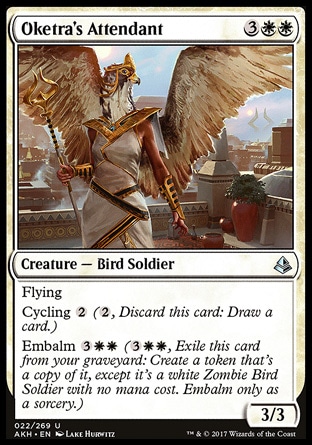 Oketra's Attendant 3
Creature — Bird Soldier
Flying
Cycling 2 (2, Discard this card: Draw a
card.)
Embalm 3 (3, Exile this card
from your graveyard: Create a token that's
a copy of it, except it's a white Zombie Bird
Soldier with no mana cost. Embalm only as
a sorcery.)
3/3
022/269 U
AKH • EN Lake Hurwitz
™ & © 2017 Wizards of the Coast